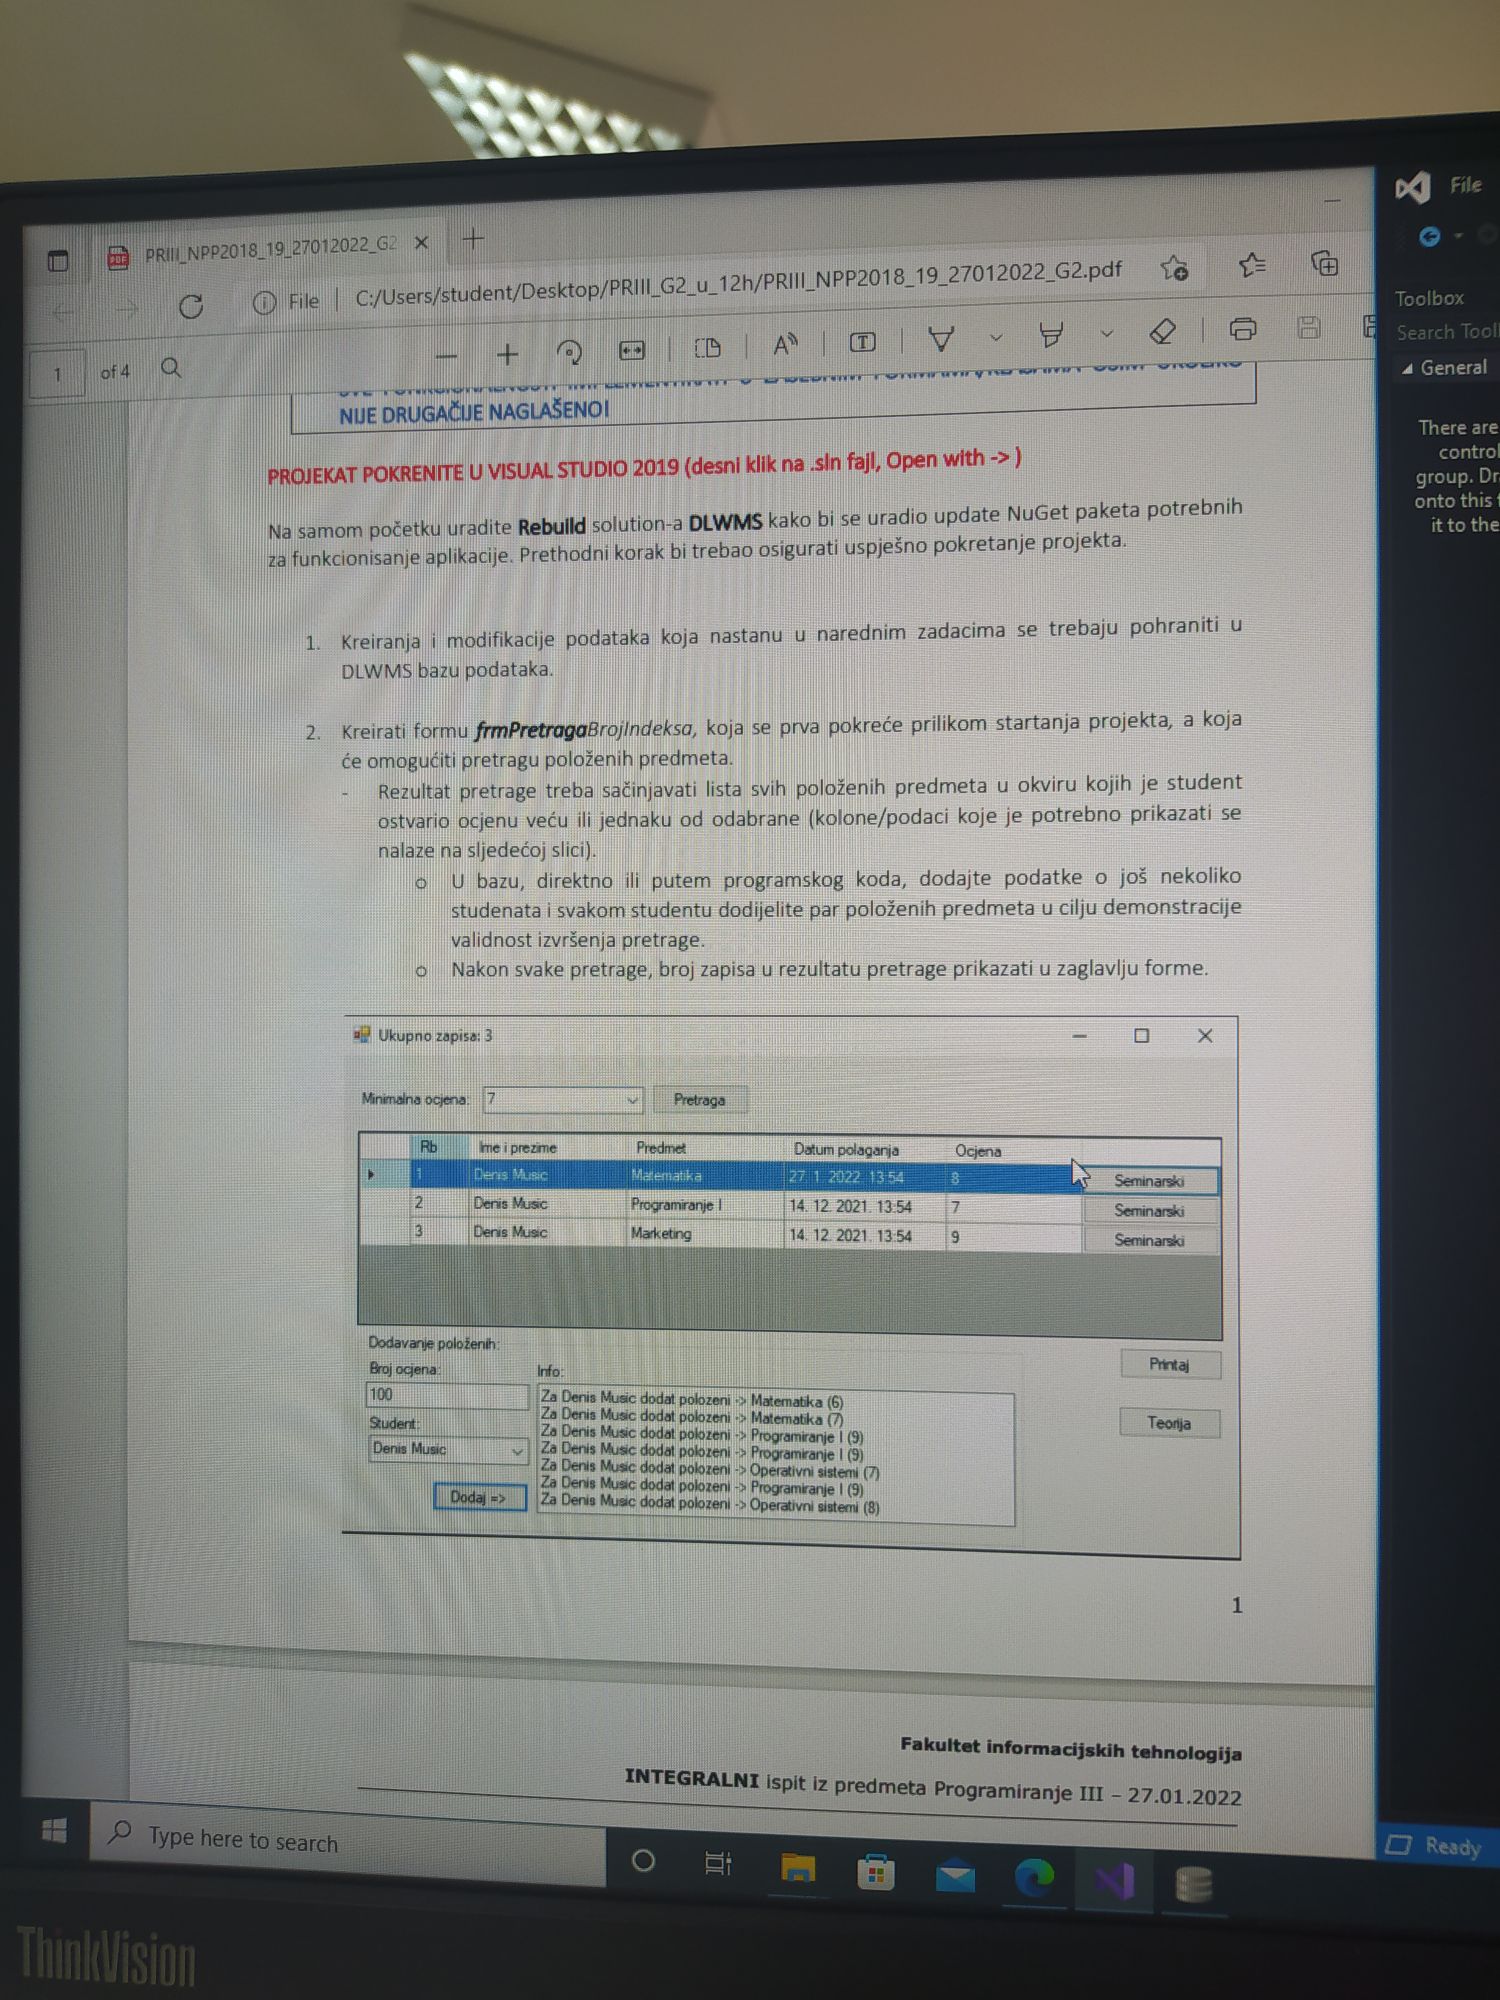 PRIII_NPP2018_19_27012022_G2
File
File
C:/Users/student/Desktop/PRIII_G2_u_12h/PRIII_NPP2018_19_27012022_G2.pdf
1 of 4
Toolbox
Search Tool
General
There are
control
group. Dr
onto this t
it to the
NIJE DRUGAČIJE NAGLAŠENO!
PROJEKAT POKRENITE U VISUAL STUDIO 2019 (desni klik na .sln fajl, Open with -> )
Na samom početku uradite Rebuild solution-a DLWMS kako bi se uradio update NuGet paketa potrebnih
za funkcionisanje aplikacije. Prethodni korak bi trebao osigurati uspješno pokretanje projekta.
1. Kreiranja i modifikacije podataka koja nastanu u narednim zadacima se trebaju pohraniti u
DLWMS bazu podataka.
2. Kreirati formu frmPretragaBrojIndeksa, koja se prva pokreće prilikom startanja projekta, a koja
će omogućiti pretragu položenih predmeta.
- Rezultat pretrage treba sačinjavati lista svih položenih predmeta u okviru kojih je student
ostvario ocjenu veću ili jednaku od odabrane (kolone/podaci koje je potrebno prikazati se
nalaze na sljedećoj slici).
o U bazu, direktno ili putem programskog koda, dodajte podatke o još nekoliko
studenata i svakom studentu dodijelite par položenih predmeta u cilju demonstracije
validnost izvršenja pretrage.
o Nakon svake pretrage, broj zapisa u rezultatu pretrage prikazati u zaglavlju forme.
Ukupno zapisa: 3
Minimalna ocjena: 7 Pretraga
Rb Ime i prezime Predmet Datum polaganja Ocjena
1 Denis Music Matematika 27. 1. 2022. 13:54 8 Seminarski
2 Denis Music Programiranje I 14. 12. 2021. 13:54 7 Seminarski
3 Denis Music Marketing 14. 12. 2021. 13:54 9 Seminarski
Dodavanje položenih:
Broj ocjena:
100
Student:
Denis Music
Dodaj =>
Info:
Za Denis Music dodat polozeni -> Matematika (6)
Za Denis Music dodat polozeni -> Matematika (7)
Za Denis Music dodat polozeni -> Programiranje I (9)
Za Denis Music dodat polozeni -> Programiranje I (9)
Za Denis Music dodat polozeni -> Operativni sistemi (7)
Za Denis Music dodat polozeni -> Programiranje I (9)
Za Denis Music dodat polozeni -> Operativni sistemi (8)
Printaj
Teorija
1
Fakultet informacijskih tehnologija
INTEGRALNI ispit iz predmeta Programiranje III – 27.01.2022
Type here to search
Ready
ThinkVision